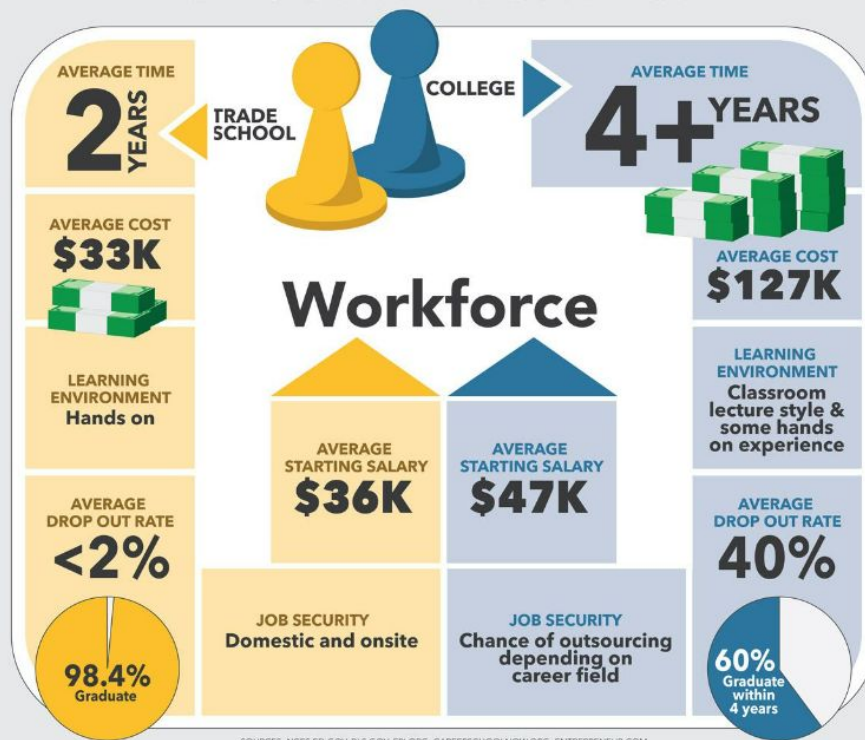 AVERAGE TIME
2 YEARS
TRADE
SCHOOL
COLLEGE
AVERAGE TIME
4+ YEARS
AVERAGE COST
$33K
AVERAGE COST
$127K
Workforce
LEARNING
ENVIRONMENT
Hands on
LEARNING
ENVIRONMENT
Classroom
lecture style &
some hands
on experience
AVERAGE
STARTING SALARY
$36K
AVERAGE
STARTING SALARY
$47K
AVERAGE
DROP OUT RATE
<2%
98.4%
Graduate
AVERAGE
DROP OUT RATE
40%
60%
Graduate
within
4 years
JOB SECURITY
Domestic and onsite
JOB SECURITY
Chance of outsourcing
depending on
career field